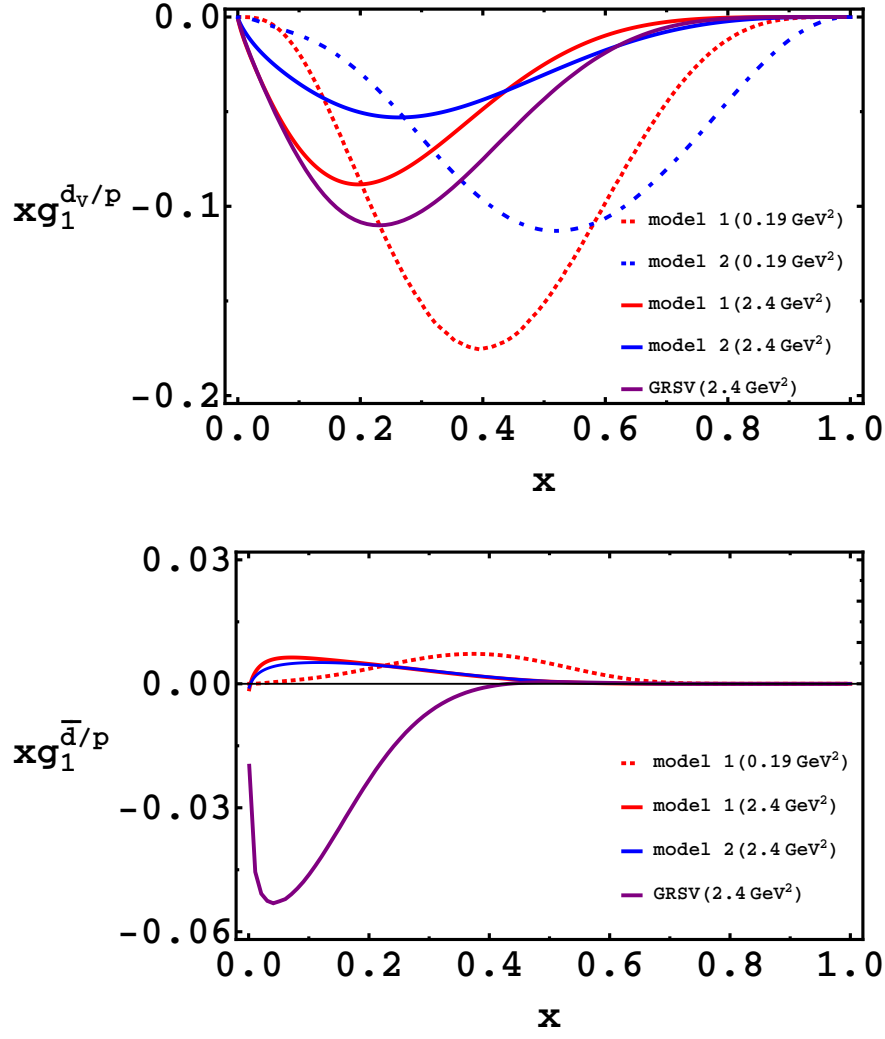 0.0
-0.1
-0.2
xg₁^{d_v/p}
model 1(0.19 GeV²)
model 2(0.19 GeV²)
model 1(2.4 GeV²)
model 2(2.4 GeV²)
GRSV(2.4 GeV²)
0.0 0.2 0.4 0.6 0.8 1.0
x
0.03
0.00
-0.03
-0.06
xg₁^{d̅/p}
model 1(0.19 GeV²)
model 1(2.4 GeV²)
model 2(2.4 GeV²)
GRSV(2.4 GeV²)
0.0 0.2 0.4 0.6 0.8 1.0
x